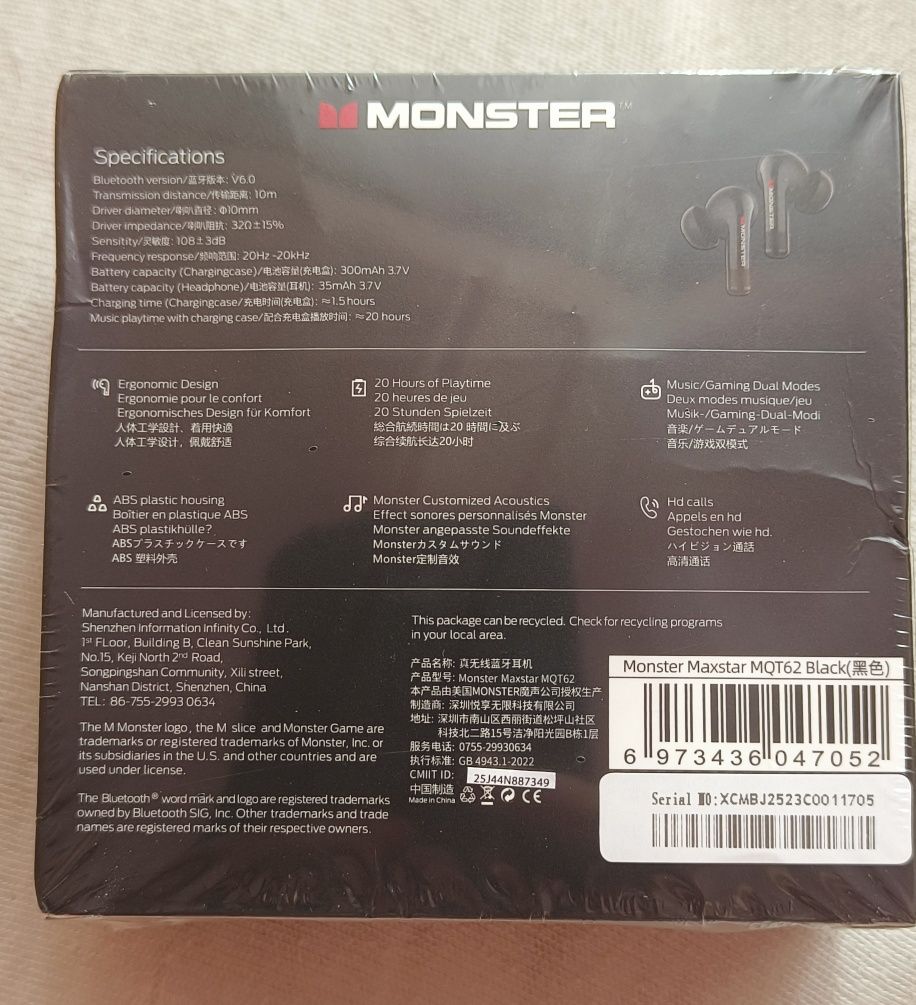 MONSTER™
Specifications
Bluetooth version/蓝牙版本: V6.0
Transmission distance/传输距离: 10m
Driver diameter/喇叭直径: Φ10mm
Driver impedance/喇叭阻抗: 32Ω±15%
Sensitity/灵敏度: 108±3dB
Frequency response/频响范围: 20Hz -20kHz
Battery capacity (Chargingcase)/电池容量(充电盒): 300mAh 3.7V
Battery capacity (Headphone)/电池容量(耳机): 35mAh 3.7V
Charging time (Chargingcase/充电时间(充电盒): ≈1.5hours
Music playtime with charging case/配合充电盒播放时间: ≈20 hours
MONSTER
MONSTER
Ergonomic Design
Ergonomie pour le confort
Ergonomisches Design für Komfort
人体工学設計、着用快適
人体工学设计，佩戴舒适
20 Hours of Playtime
20 heures de jeu
20 Stunden Spielzeit
総合航続時間は20 時間に及ぶ
综合续航长达20小时
Music/Gaming Dual Modes
Deux modes musique/jeu
Musik-/Gaming-Dual-Modi
音楽/ゲームデュアルモード
音乐/游戏双模式
ABS plastic housing
Boîtier en plastique ABS
ABS plastikhülle?
ABSプラスチックケースです
ABS 塑料外壳
Monster Customized Acoustics
Effect sonores personnalisés Monster
Monster angepasste Soundeffekte
Monsterカスタムサウンド
Monster定制音效
Hd calls
Appels en hd
Gestochen wie hd.
ハイビジョン通話
高清通话
Manufactured and Licensed by:
Shenzhen Information Infinity Co., Ltd.
1st FLoor, Building B, Clean Sunshine Park,
No.15, Keji North 2nd Road,
Songpingshan Community, Xili street,
Nanshan District, Shenzhen, China
TEL: 86-755-2993 0634
The M Monster logo, the M slice and Monster Game are
trademarks or registered trademarks of Monster, Inc. or
its subsidiaries in the U.S. and other countries and are
used under license.
The Bluetooth® word mark and logo are registered trademarks
owned by Bluetooth SIG, Inc. Other trademarks and trade
names are registered marks of their respective owners.
This package can be recycled. Check for recycling programs
in your local area.
产品名称: 真无线蓝牙耳机
产品型号: Monster Maxstar MQT62
本产品由美国MONSTER魔声公司授权生产
制造商: 深圳悦享无限科技有限公司
地址: 深圳市南山区西丽街道松坪山社区
科技北二路15号洁净阳光园B栋1层
服务电话: 0755-29930634
执行标准: GB 4943.1-2022
CMIIT ID: 25J44N887349
中国制造
Made in China
CE
Monster Maxstar MQT62 Black(黑色)
6 973436 047052
Serial NO:XCMBJ2523C0011705